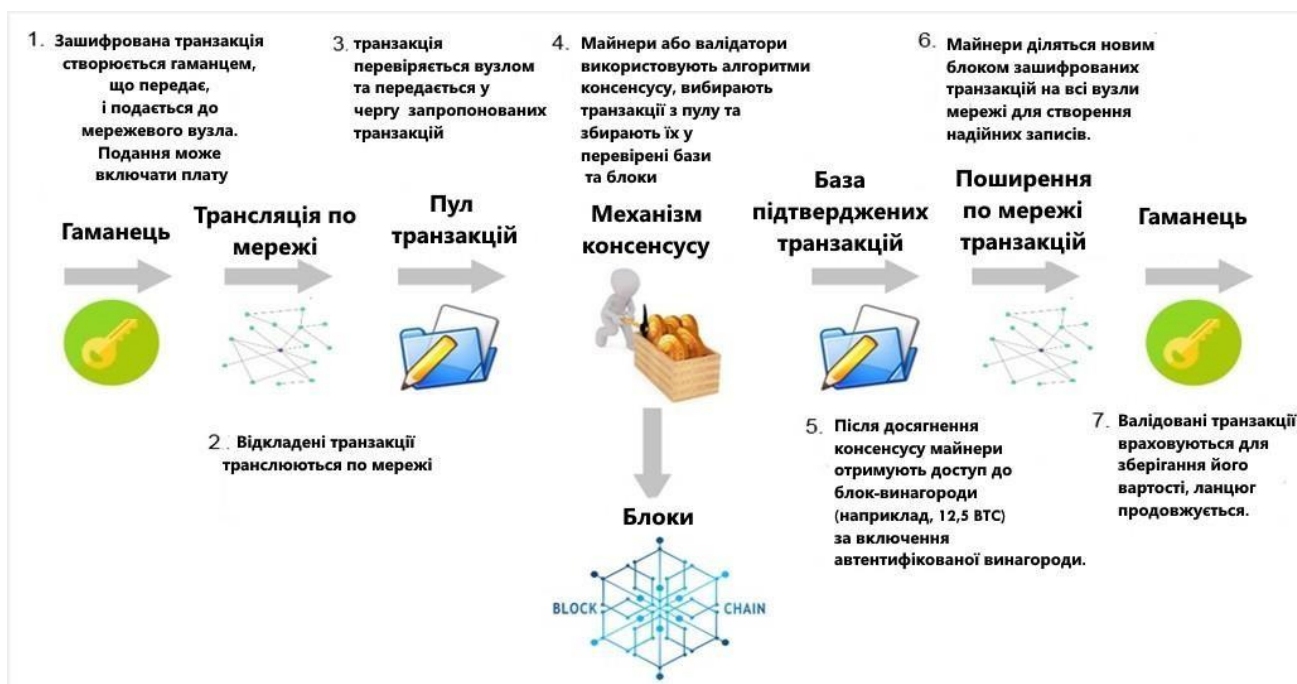 1. Зашифрована транзакція
створюється гаманцем,
що передає,
і подається до
мережевого вузла.
Подання може
включати плату
3. транзакція
перевіряється вузлом
та передається у
чергу запропонованих
транзакцій
4. Майнери або валідатори
використовують алгоритми
консенсусу, вибирають
транзакції з пулу та
збирають їх у
перевірені бази
та блоки
6. Майнери діляться новим
блоком зашифрованих
транзакцій на всі вузли
мережі для створення
надійних записів.
Гаманець
Трансляція по
мережі
Пул
транзакцій
Механізм
консенсусу
База
підтверджених
транзакцій
Поширення
по мережі
транзакцій
Гаманець
2.. Відкладені транзакції
транслюються по мережі
5. Після досягнення
консенсусу майнери
отримують доступ до
блок-винагороди
(наприклад, 12,5 BTC)
за включення
автентифікованої винагороди.
7. Валідовані транзакції
враховуються для
зберігання його
вартості, ланцюг
продовжується.
Блоки
BLOCK CHAIN